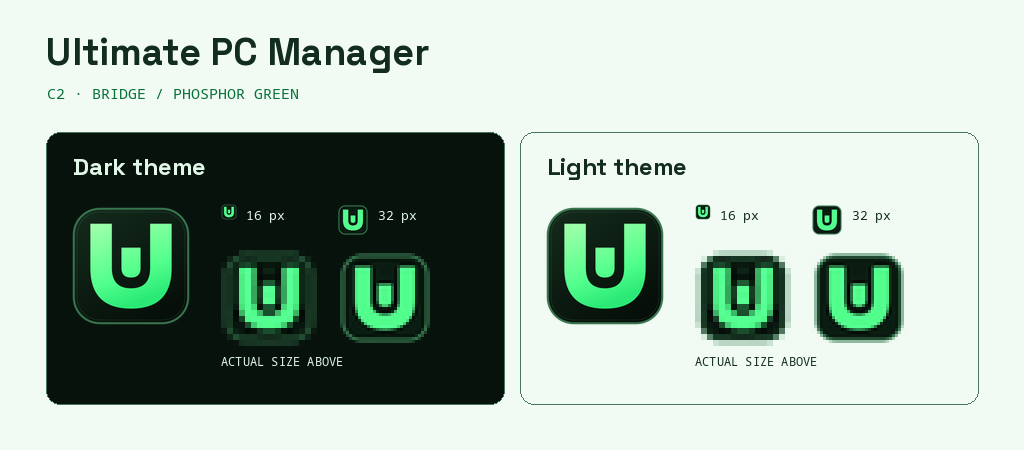 Ultimate PC Manager
C2 · BRIDGE / PHOSPHOR GREEN
Dark theme
16 px
32 px
ACTUAL SIZE ABOVE
Light theme
16 px
32 px
ACTUAL SIZE ABOVE